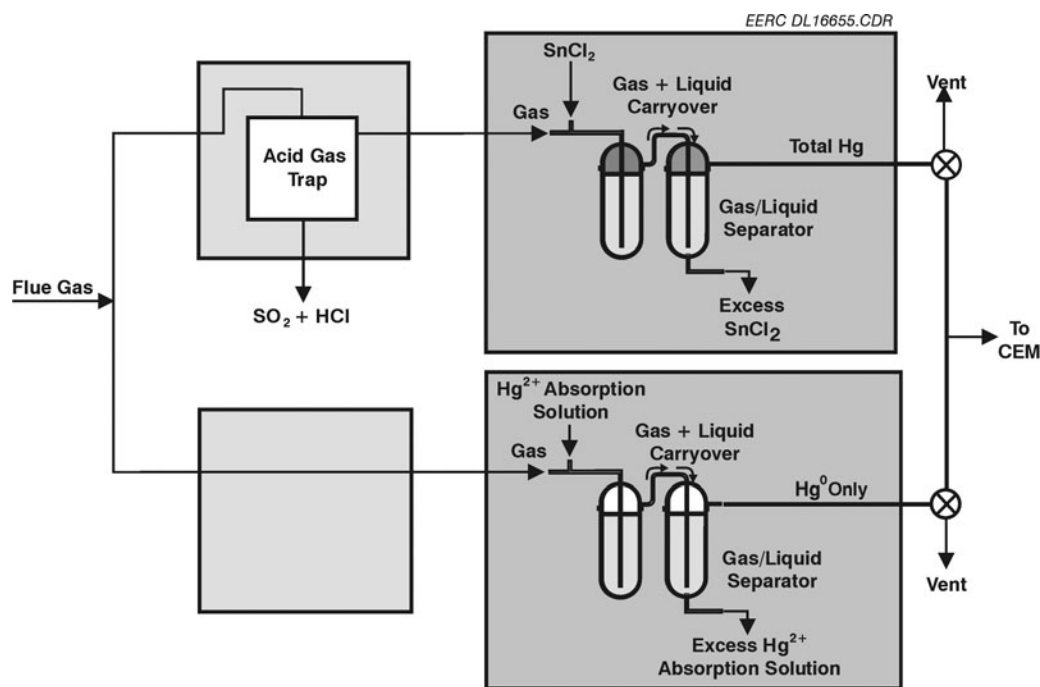 EERC DL16655.CDR
SnCl₂
Gas + Liquid
Carryover
Gas
Vent
Acid Gas
Trap
Total Hg
Gas/Liquid
Separator
Flue Gas
SO₂ + HCl
Excess
SnCl₂
To
CEM
Hg²⁺ Absorption
Solution
Gas + Liquid
Carryover
Gas
Hg⁰ Only
Gas/Liquid
Separator
Vent
Excess Hg²⁺
Absorption Solution